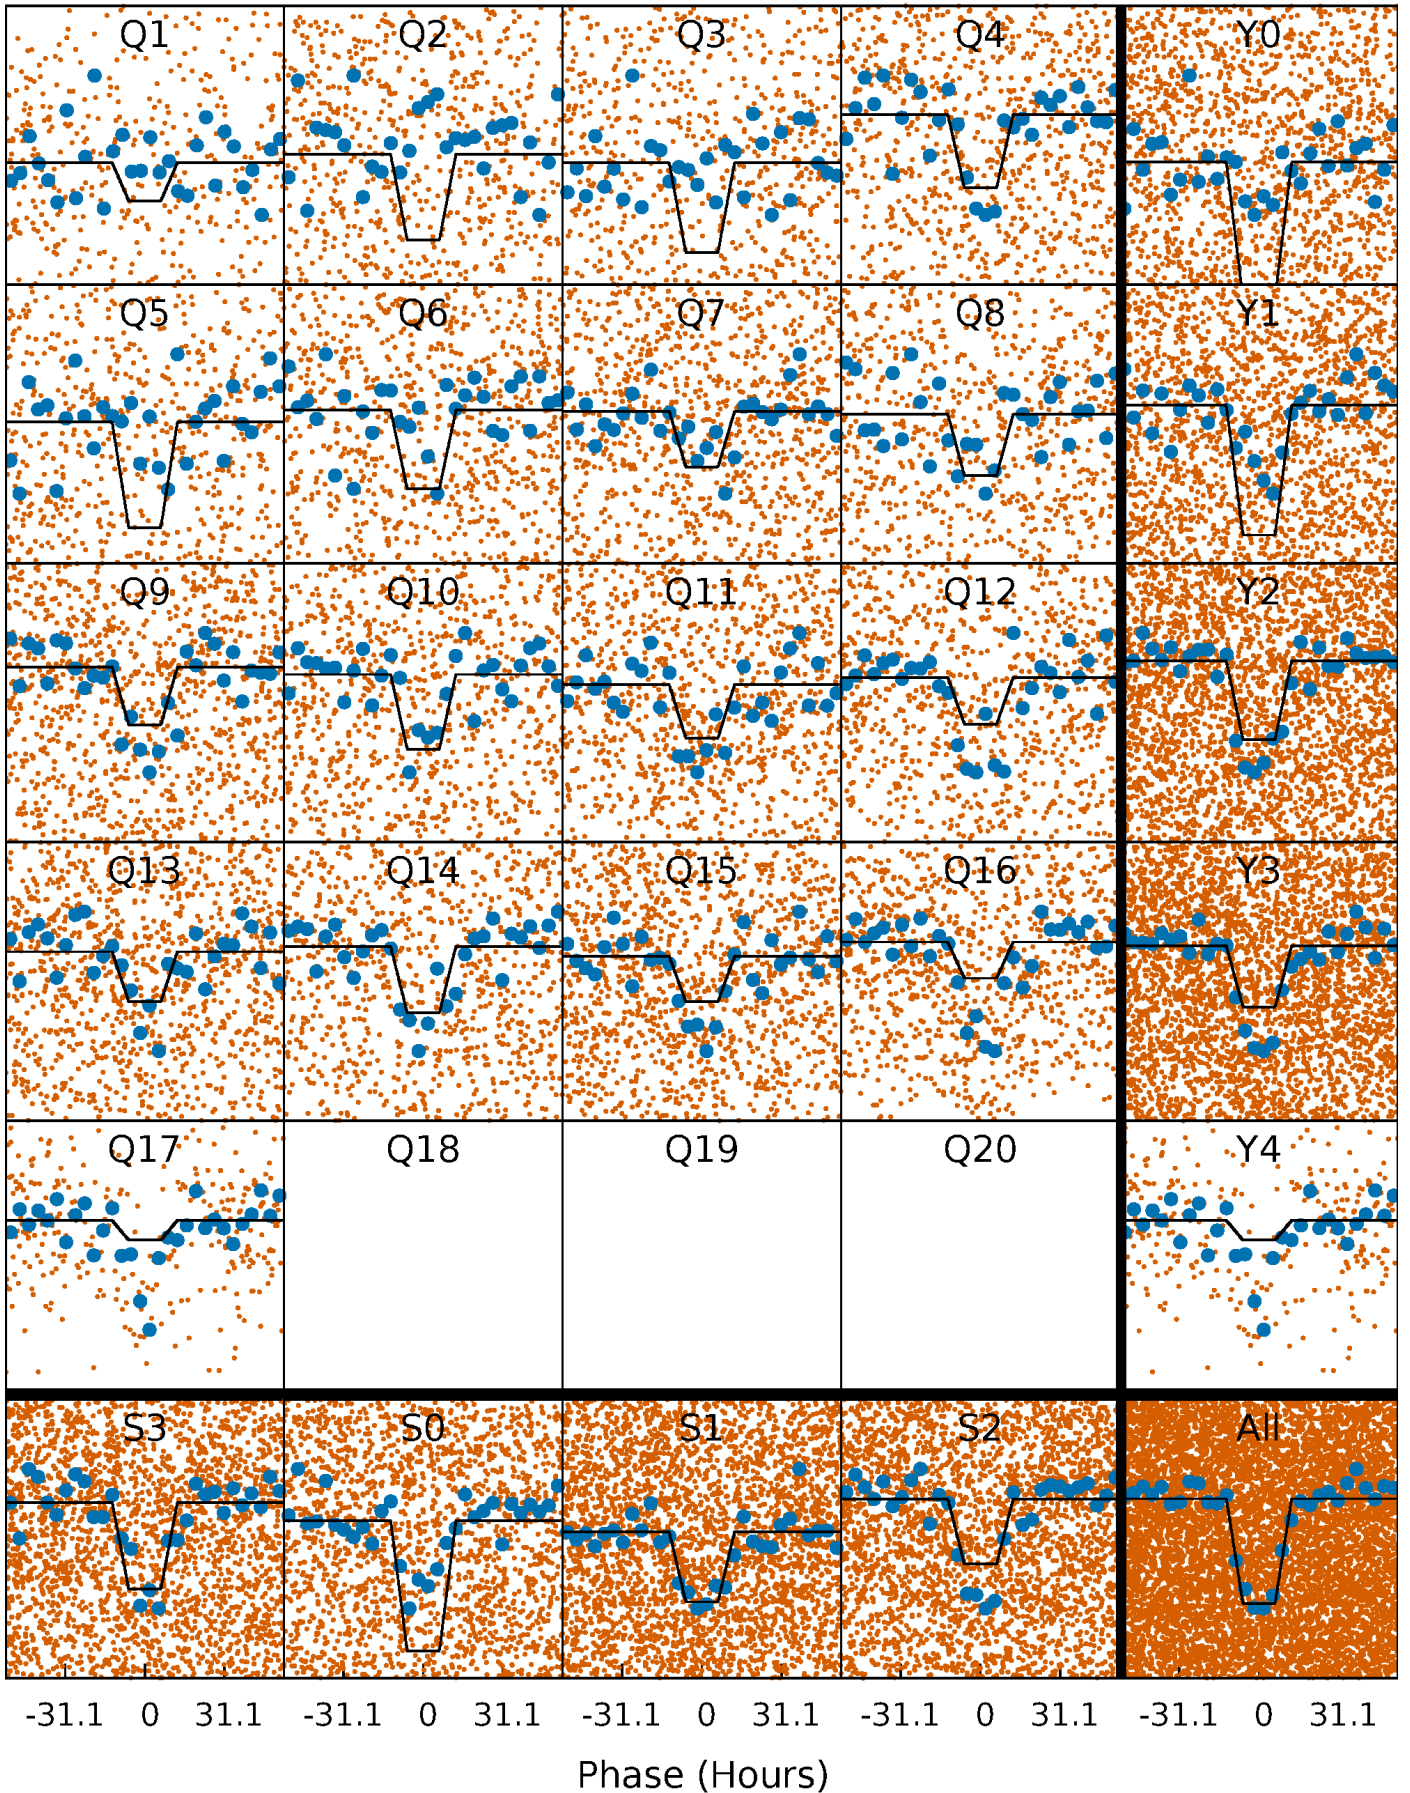 Q1 Q2 Q3 Q4 Y0
Q5 Q6 Q7 Q8 Y1
Q9 Q10 Q11 Q12 Y2
Q13 Q14 Q15 Q16 Y3
Q17 Q18 Q19 Q20 Y4
S3 S0 S1 S2 All
-31.1 0 31.1 -31.1 0 31.1 -31.1 0 31.1 -31.1 0 31.1 -31.1 0 31.1
Phase (Hours)